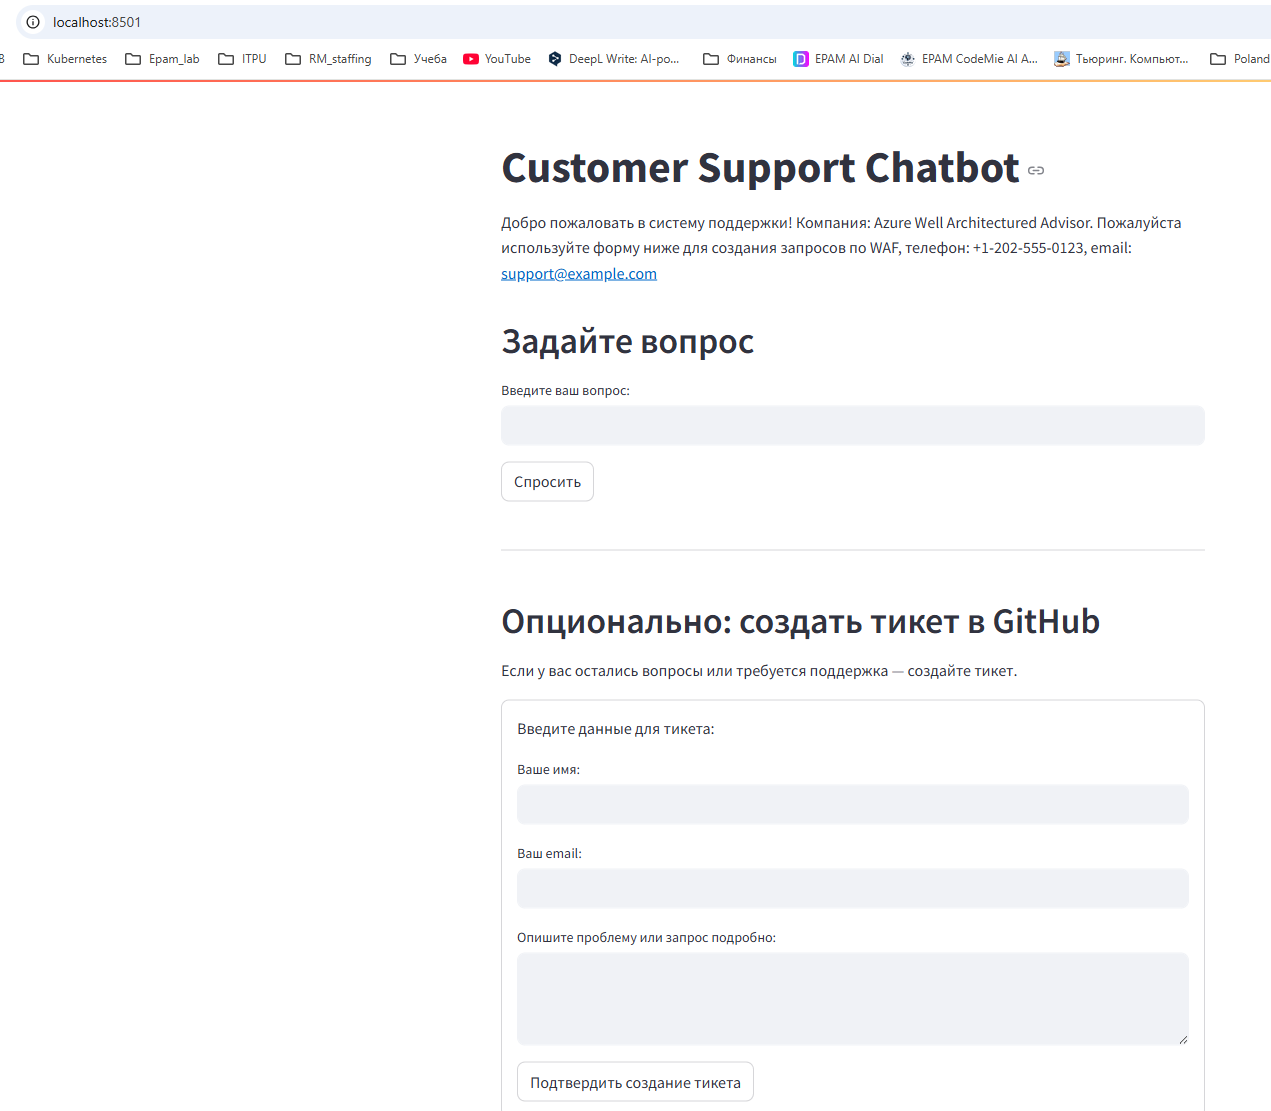 localhost:8501
8 Kubernetes Epam_lab ITPU RM_staffing Учеба YouTube DeepL Write: AI-po... Финансы EPAM AI Dial EPAM CodeMie AI A... Тьюринг. Компьют... Poland
Customer Support Chatbot
Добро пожаловать в систему поддержки! Компания: Azure Well Architectured Advisor. Пожалуйста
используйте форму ниже для создания запросов по WAF, телефон: +1-202-555-0123, email:
support@example.com
Задайте вопрос
Введите ваш вопрос:
Спросить
Опционально: создать тикет в GitHub
Если у вас остались вопросы или требуется поддержка — создайте тикет.
Введите данные для тикета:
Ваше имя:
Ваш email:
Опишите проблему или запрос подробно:
Подтвердить создание тикета